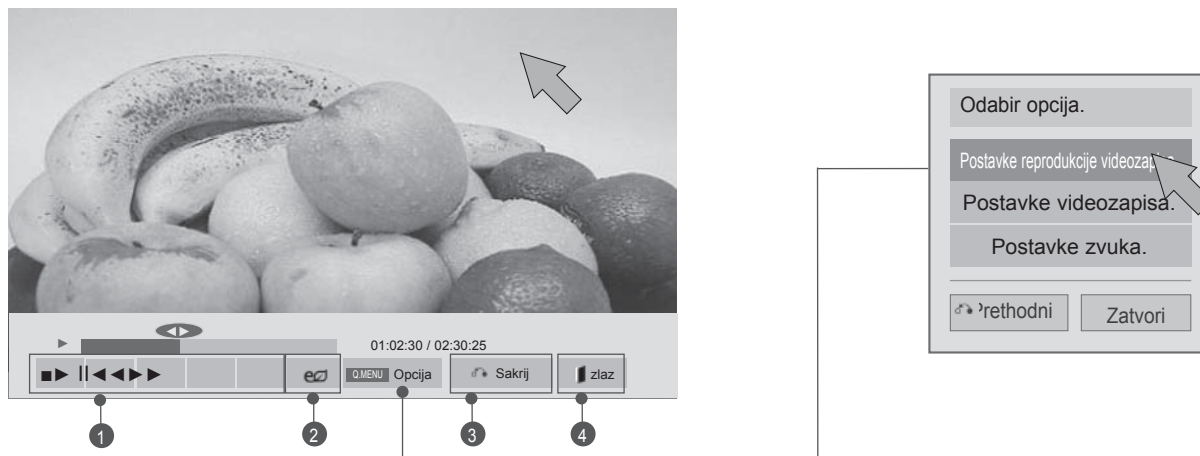 01:02:30 / 02:30:25
Q.MENU Opcija
Sakrij
zlaz
1
2
3
4
Odabir opcija.
Postavke reprodukcije
Postavke videozapisa.
Postavke zvuka.
rethodni
Zatvori